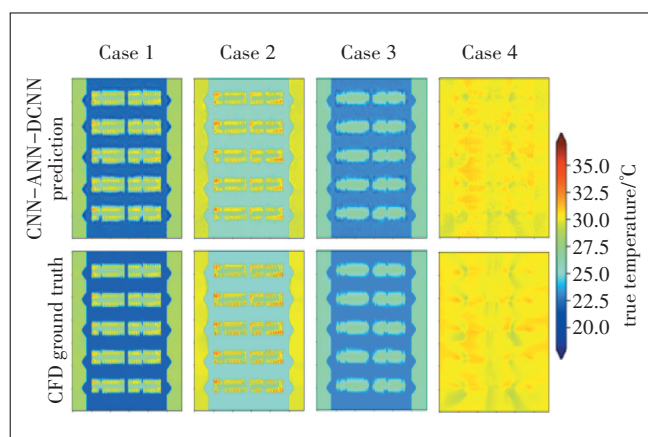 Case 1
Case 2
Case 3
Case 4
CNN-ANN-DCNN
prediction
CFD ground truth
35.0
32.5
30.0
27.5
25.0
22.5
20.0
true temperature/°C